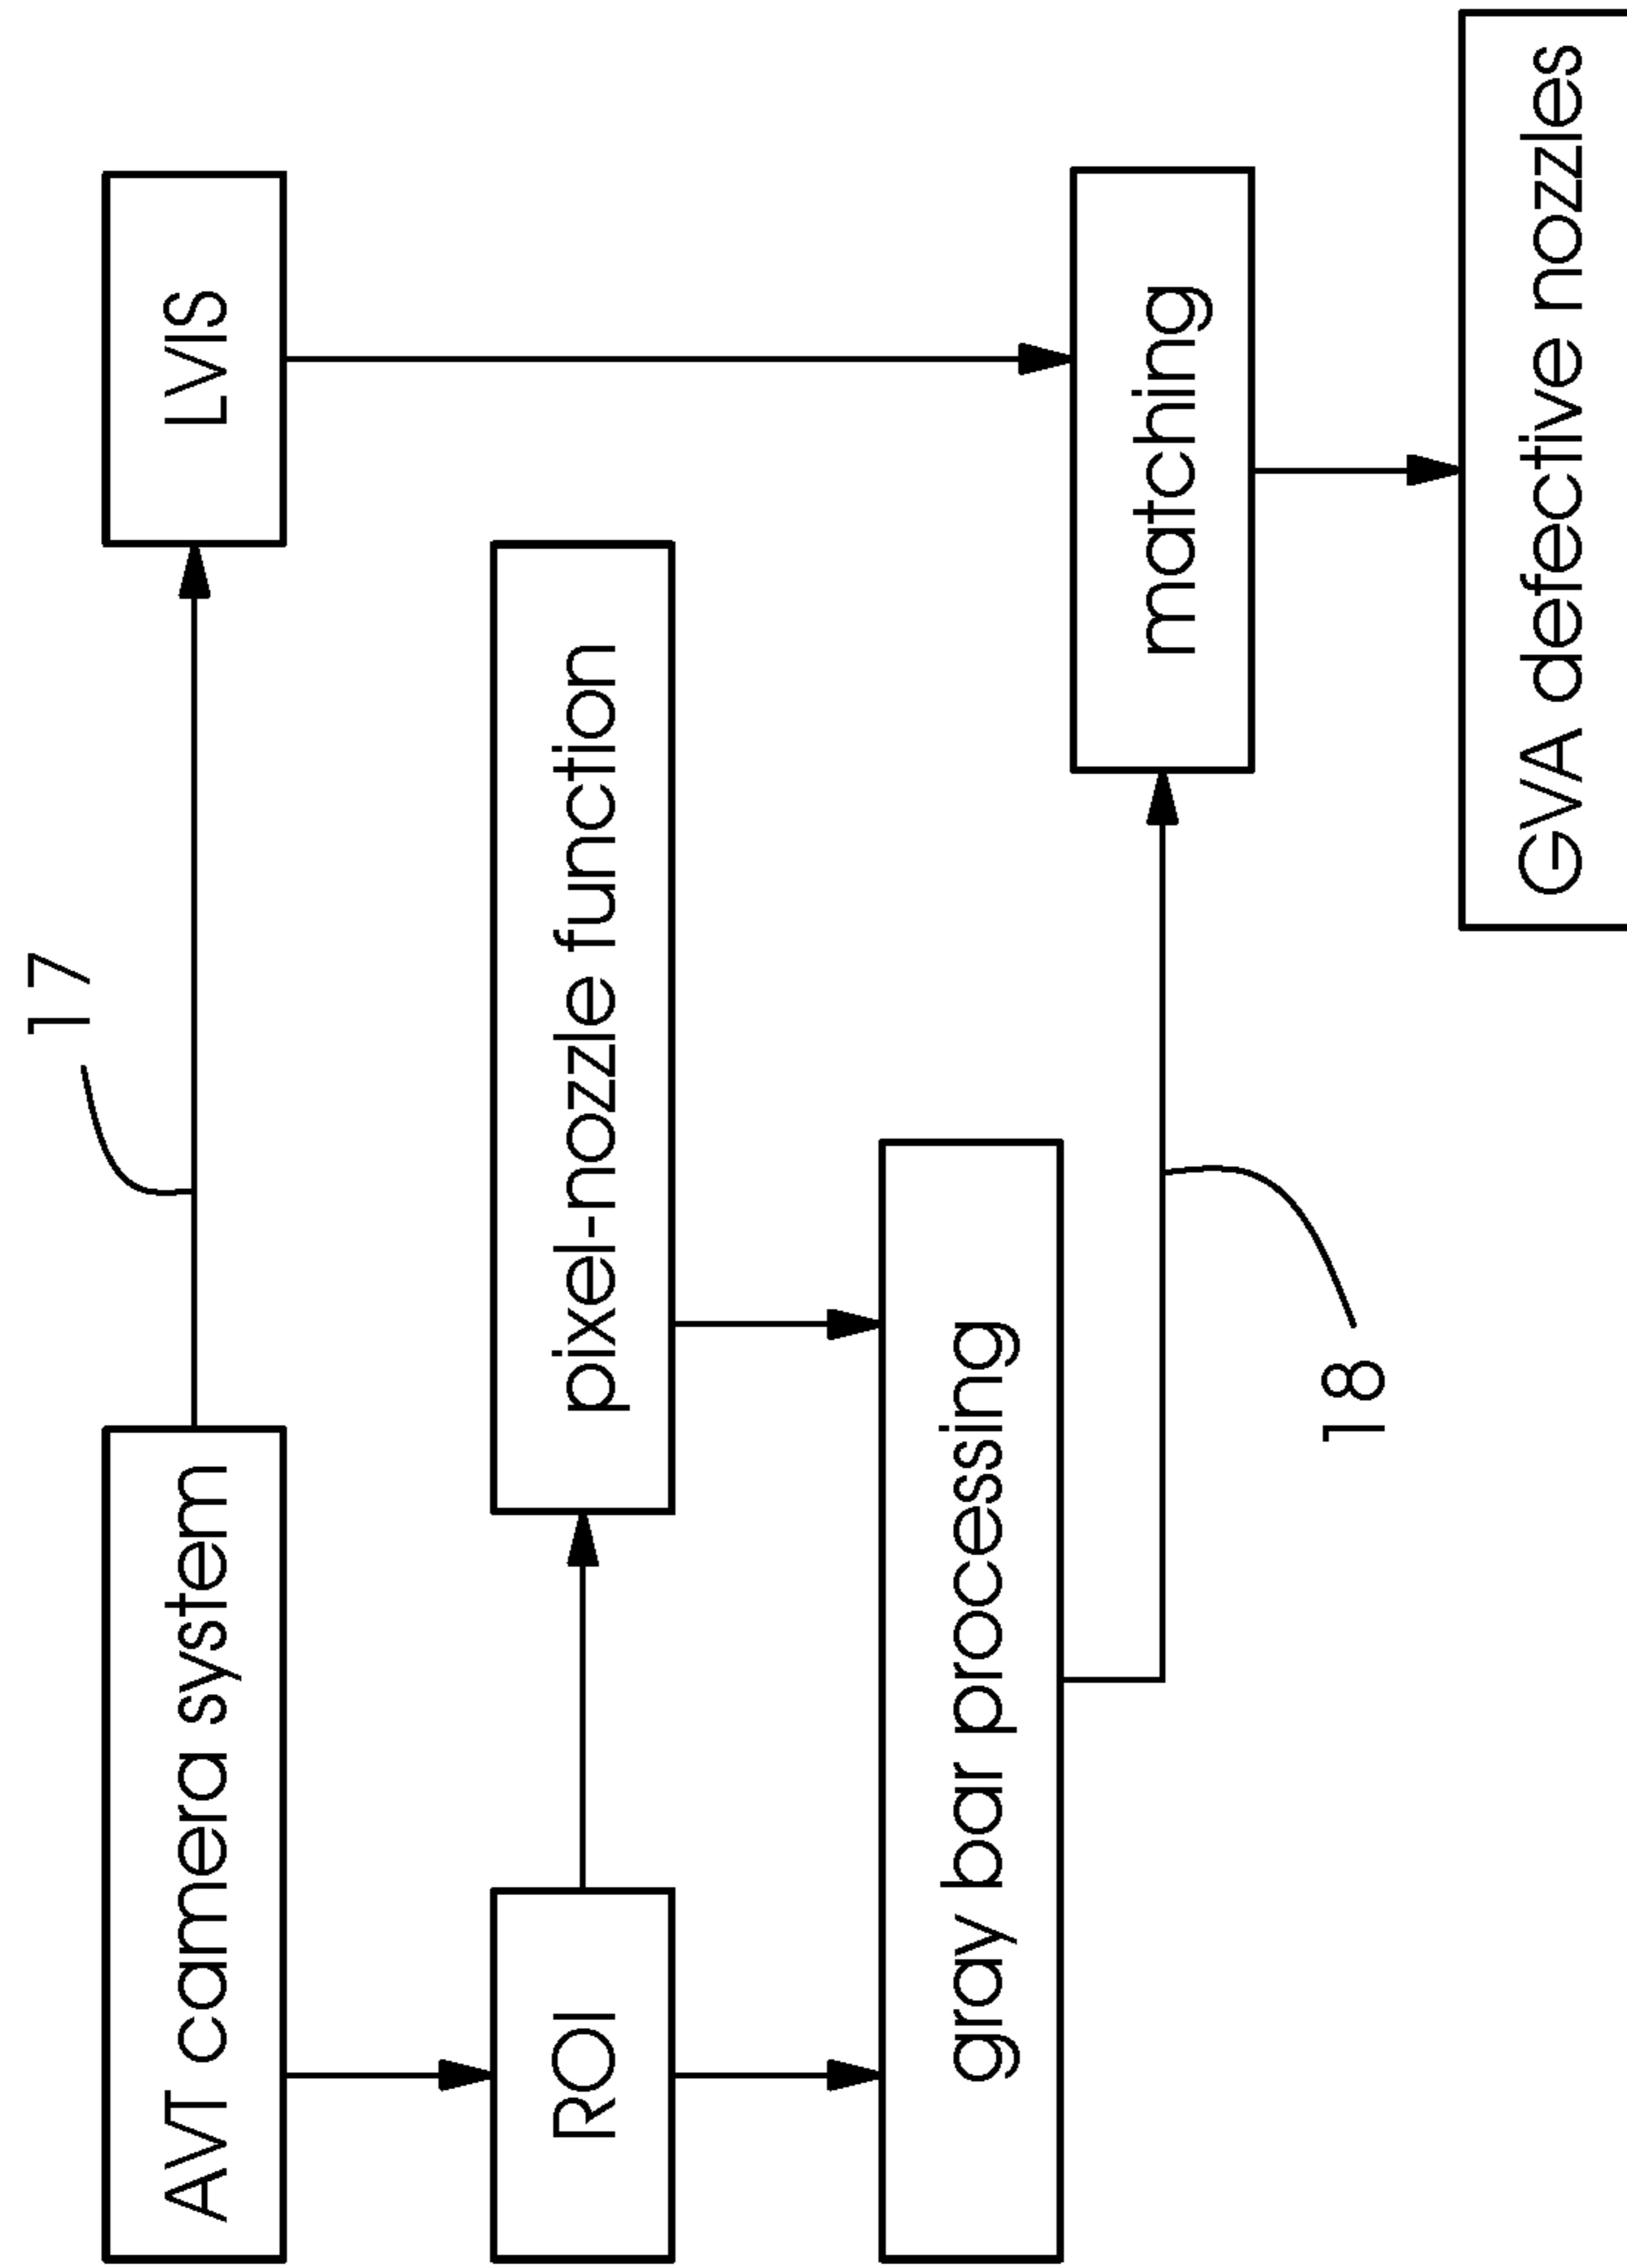 17
AVT camera system
LVIS
ROI
pixel-nozzle function
gray bar processing
matching
18
GVA defective nozzles